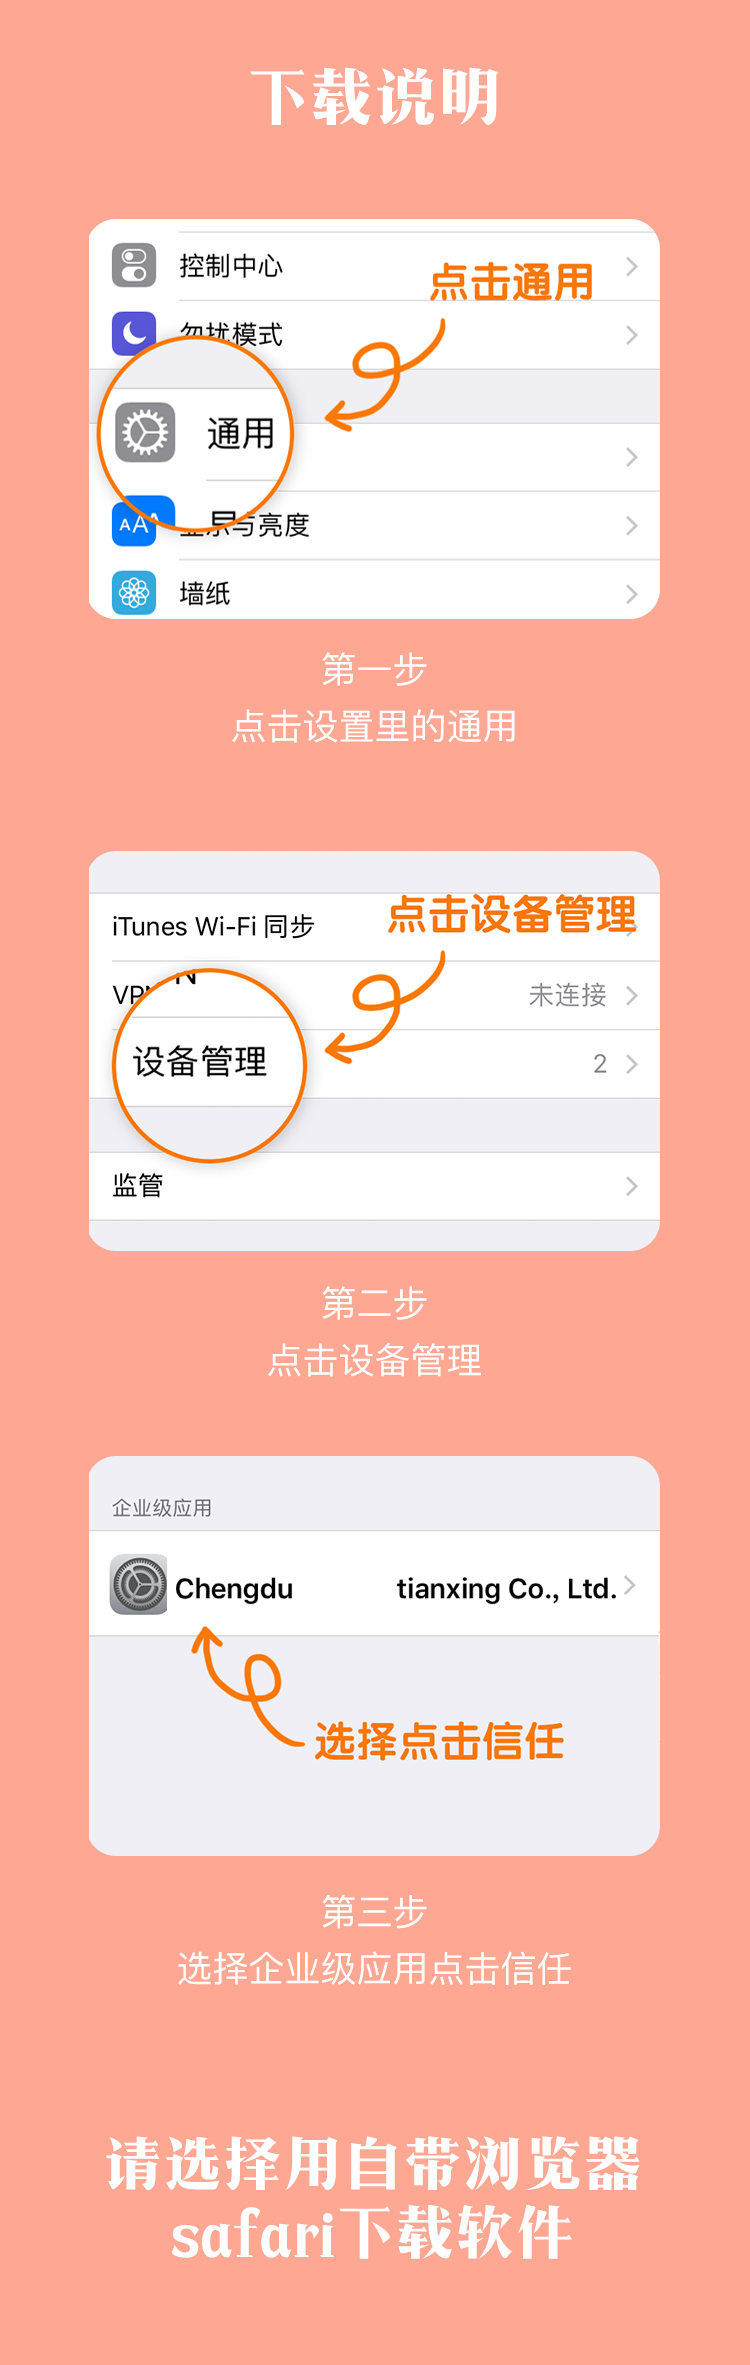 下载说明
控制中心
点击通用
勿扰模式
通用
显示与亮度
墙纸
第一步
点击设置里的通用
iTunes Wi-Fi 同步
点击设备管理
VPN
未连接
设备管理
2
监管
第二步
点击设备管理
企业级应用
Chengdu tianxing Co., Ltd.
选择点击信任
第三步
选择企业级应用点击信任
请选择用自带浏览器
safari下载软件